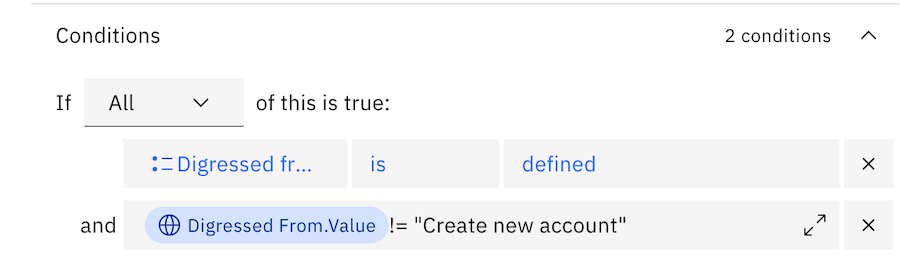 Conditions 2 conditions
If All of this is true:
Digressed fr... is defined
and Digressed From.Value != "Create new account"